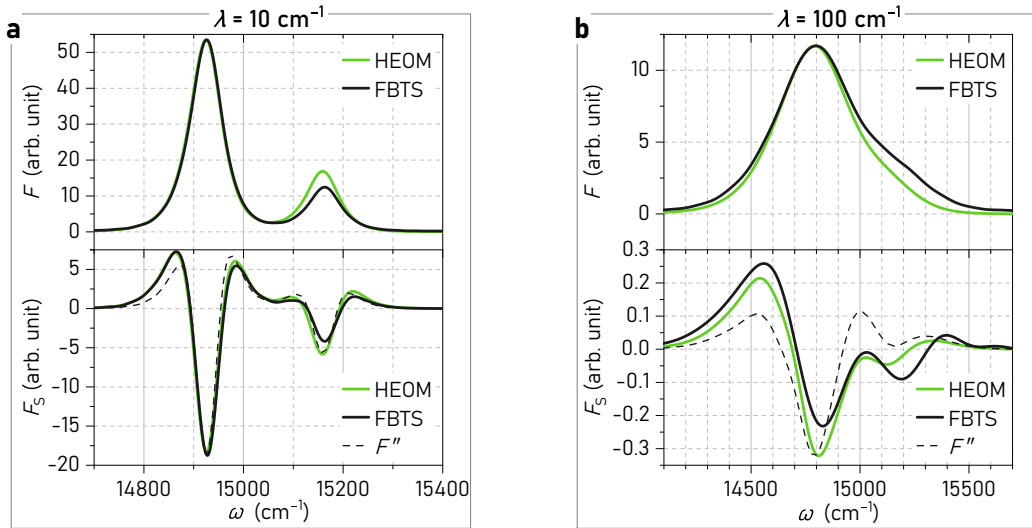 a
λ = 10 cm⁻¹
50
40
30
20
10
0
F (arb. unit)
HEOM
FBTS
5
0
-5
-10
-15
-20
F_S (arb. unit)
HEOM
FBTS
F″
14800
15000
15200
15400
ω (cm⁻¹)
b
λ = 100 cm⁻¹
10
5
0
F (arb. unit)
HEOM
FBTS
0.3
0.2
0.1
0.0
-0.1
-0.2
-0.3
F_S (arb. unit)
HEOM
FBTS
F″
14500
15000
15500
ω (cm⁻¹)